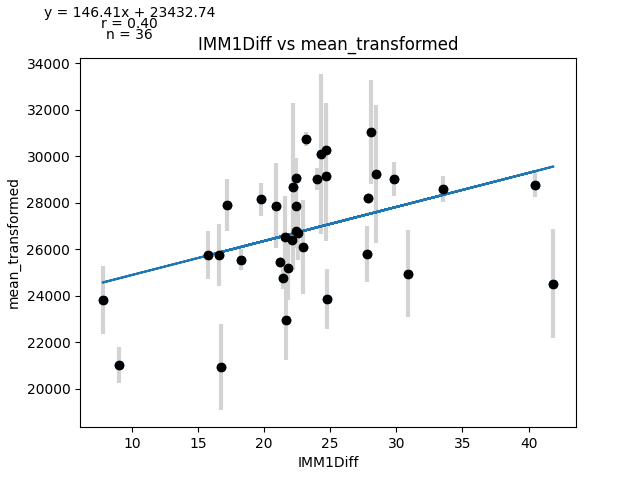 y = 146.41x + 23432.74
r = 0.40
n = 36
IMM1Diff vs mean_transformed
34000
32000
30000
28000
26000
24000
22000
20000
mean_transformed
10 15 20 25 30 35 40
IMM1Diff